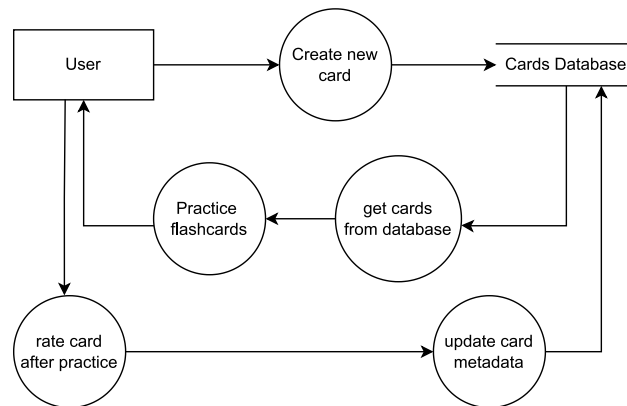 User
Create new
card
Cards Database
Practice
flashcards
get cards
from database
rate card
after practice
update card
metadata